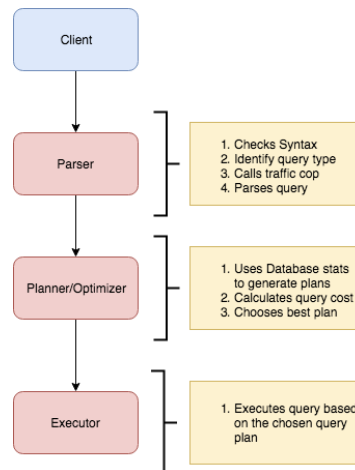 Client
Parser
1. Checks Syntax
2. Identify query type
3. Calls traffic cop
4. Parses query
Planner/Optimizer
1. Uses Database stats
to generate plans
2. Calculates query cost
3. Chooses best plan
Executor
1. Executes query based
on the chosen query
plan